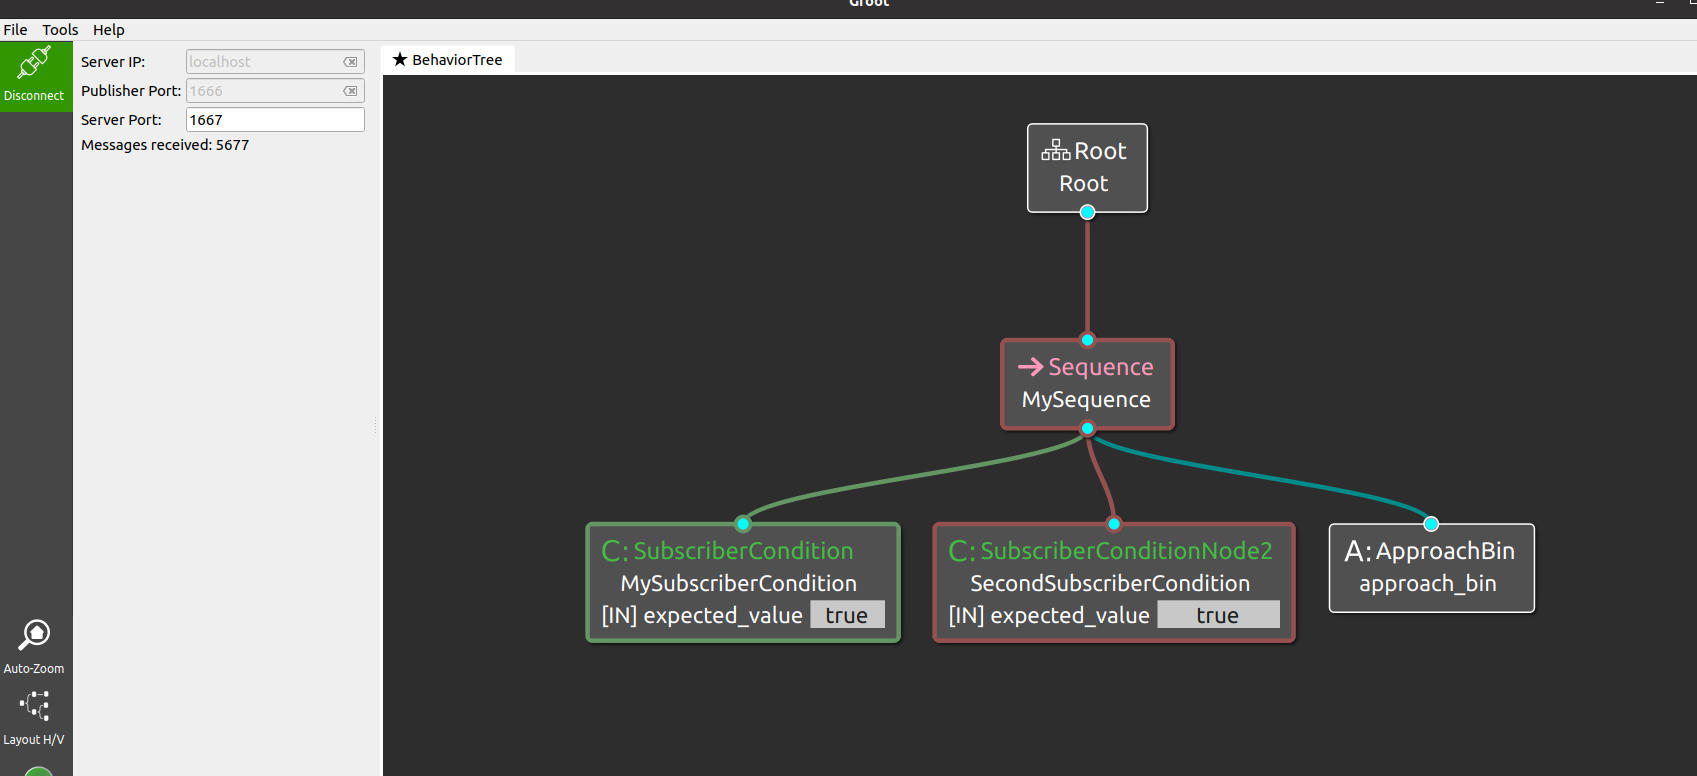 Groot
File Tools Help
Disconnect
Server IP: localhost
Publisher Port: 1666
Server Port: 1667
Messages received: 5677
Auto-Zoom
Layout H/V
BehaviorTree
Root
Root
Sequence
MySequence
C: SubscriberCondition
MySubscriberCondition
[IN] expected_value true
C: SubscriberConditionNode2
SecondSubscriberCondition
[IN] expected_value true
A: ApproachBin
approach_bin